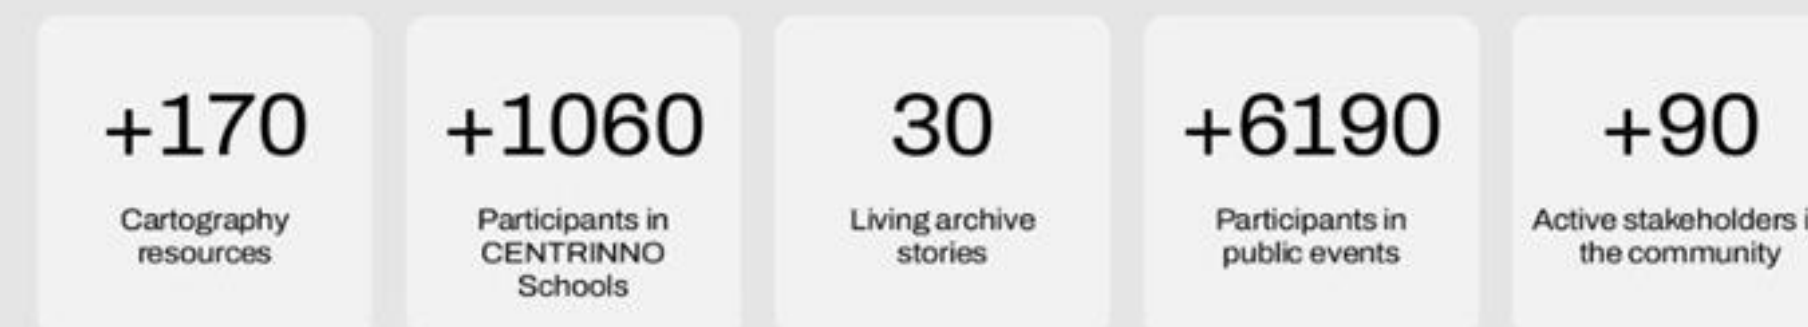 +170
Cartography
resources
+1060
Participants in
CENTRINNO
Schools
30
Living archive
stories
+6190
Participants in
public events
+90
Active stakeholders
the community